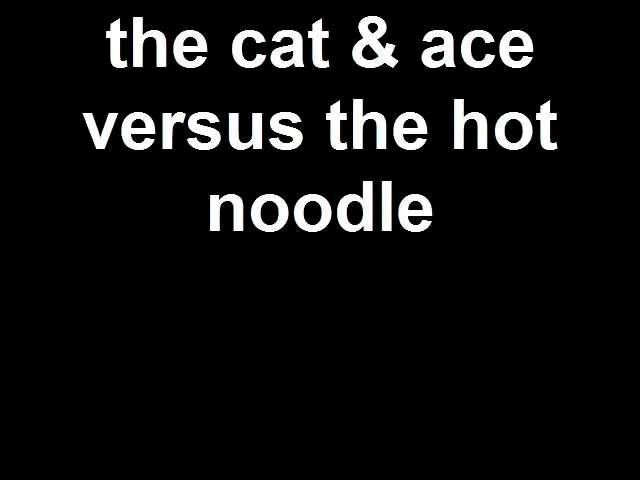 the cat & ace
versus the hot
noodle